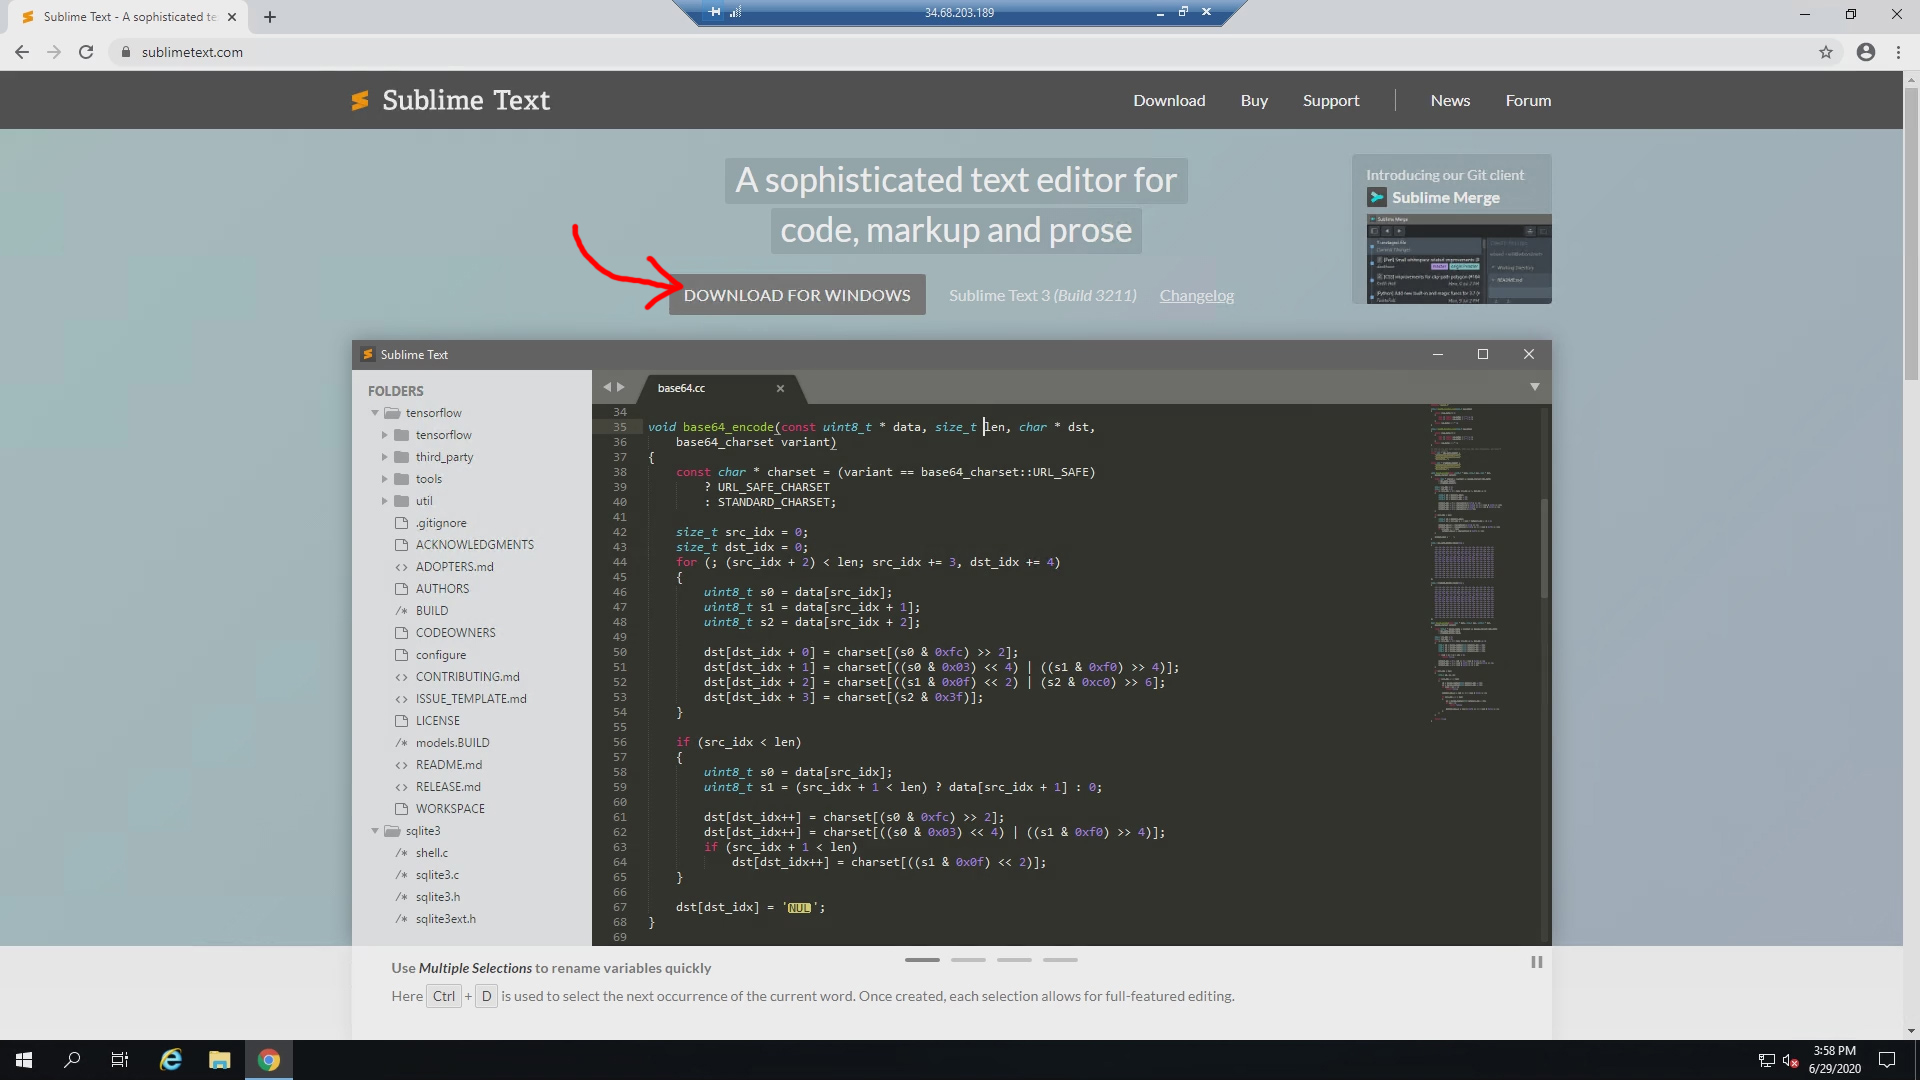 Sublime Text - A sophisticated te
34.68.203.189
sublimetext.com
Sublime Text
Download
Buy
Support
News
Forum
A sophisticated text editor for
code, markup and prose
DOWNLOAD FOR WINDOWS
Sublime Text 3 (Build 3211)
Changelog
Introducing our Git client
Sublime Merge
Sublime Text
FOLDERS
tensorflow
tensorflow
third_party
tools
util
.gitignore
ACKNOWLEDGMENTS
<> ADOPTERS.md
AUTHORS
/* BUILD
CODEOWNERS
configure
<> CONTRIBUTING.md
<> ISSUE_TEMPLATE.md
LICENSE
/* models.BUILD
<> README.md
<> RELEASE.md
WORKSPACE
sqlite3
/* shell.c
/* sqlite3.c
/* sqlite3.h
/* sqlite3ext.h
base64.cc
34
35 void base64_encode(const uint8_t * data, size_t len, char * dst,
36 base64_charset variant)
37 {
38 const char * charset = (variant == base64_charset::URL_SAFE)
39 ? URL_SAFE_CHARSET
40 : STANDARD_CHARSET;
41
42 size_t src_idx = 0;
43 size_t dst_idx = 0;
44 for (; (src_idx + 2) < len; src_idx += 3, dst_idx += 4)
45 {
46 uint8_t s0 = data[src_idx];
47 uint8_t s1 = data[src_idx + 1];
48 uint8_t s2 = data[src_idx + 2];
49
50 dst[dst_idx + 0] = charset[(s0 & 0xfc) >> 2];
51 dst[dst_idx + 1] = charset[((s0 & 0x03) << 4) | ((s1 & 0xf0) >> 4)];
52 dst[dst_idx + 2] = charset[((s1 & 0x0f) << 2) | (s2 & 0xc0) >> 6];
53 dst[dst_idx + 3] = charset[(s2 & 0x3f)];
54 }
55
56 if (src_idx < len)
57 {
58 uint8_t s0 = data[src_idx];
59 uint8_t s1 = (src_idx + 1 < len) ? data[src_idx + 1] : 0;
60
61 dst[dst_idx++] = charset[(s0 & 0xfc) >> 2];
62 dst[dst_idx++] = charset[((s0 & 0x03) << 4) | ((s1 & 0xf0) >> 4)];
63 if (src_idx + 1 < len)
64 dst[dst_idx++] = charset[((s1 & 0x0f) << 2)];
65 }
66
67 dst[dst_idx] = 'NUL';
68 }
69
Use Multiple Selections to rename variables quickly
Here Ctrl + D is used to select the next occurrence of the current word. Once created, each selection allows for full-featured editing.
3:58 PM
6/29/2020